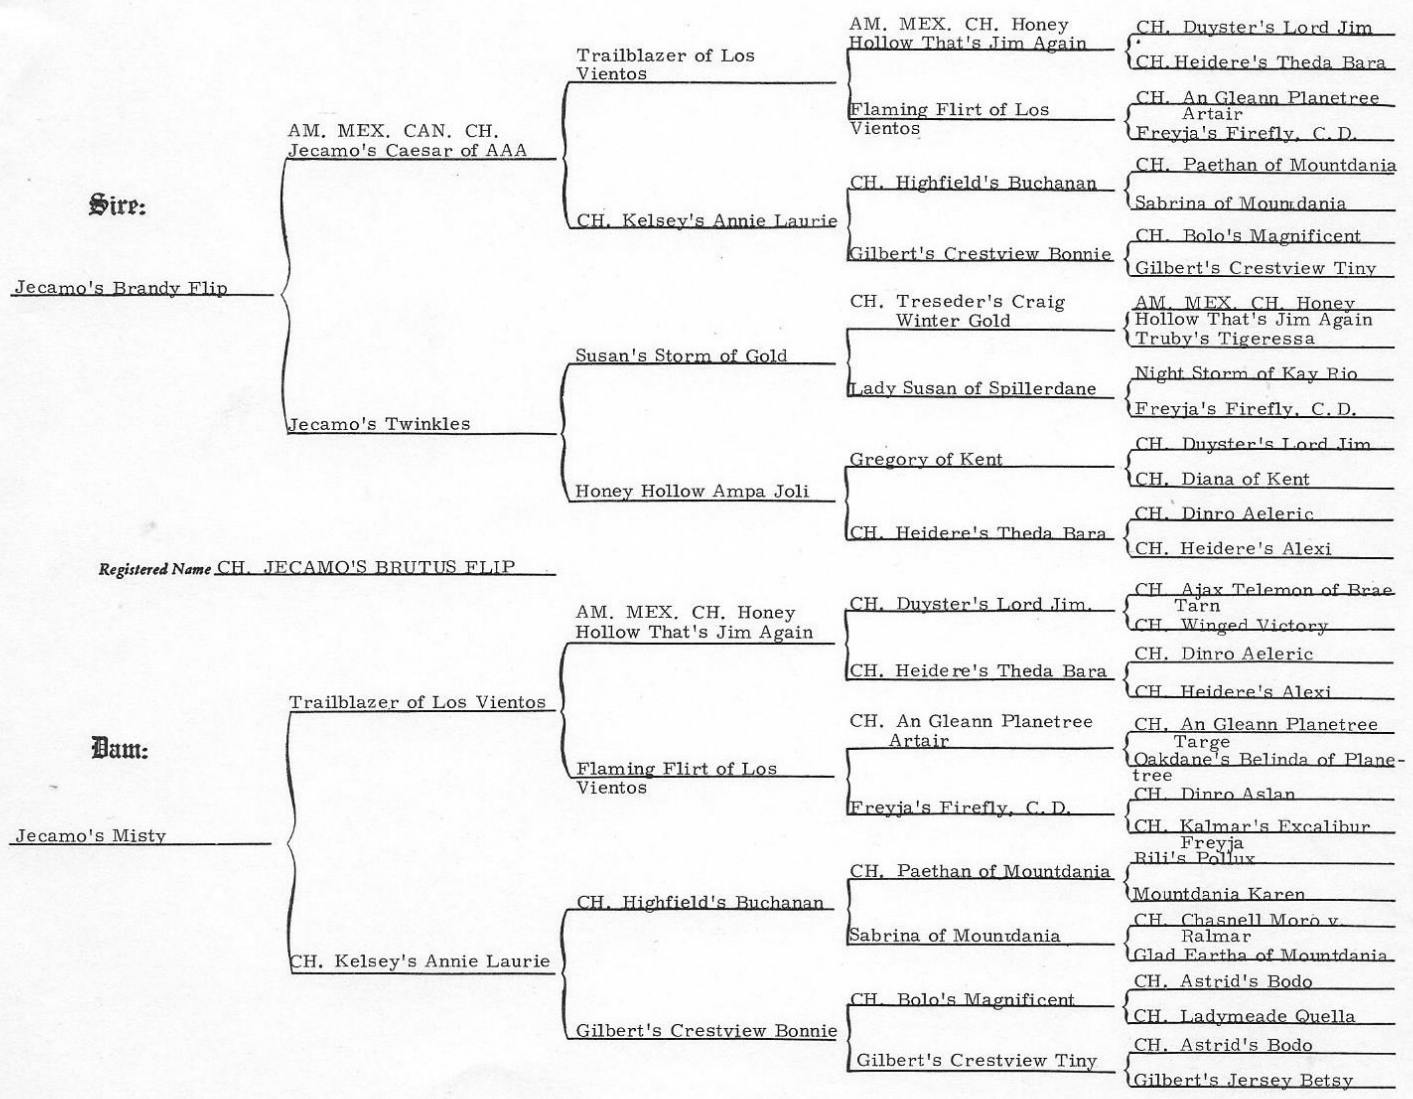 Sire:
Jecamo's Brandy Flip
AM. MEX. CAN. CH.
Jecamo's Caesar of AAA
Jecamo's Twinkles
Trailblazer of Los
Vientos
CH. Kelsey's Annie Laurie
Susan's Storm of Gold
Honey Hollow Ampa Joli
AM. MEX. CH. Honey
Hollow That's Jim Again
Flaming Flirt of Los
Vientos
CH. Highfield's Buchanan
Gilbert's Crestview Bonnie
CH. Treseder's Craig
Winter Gold
Lady Susan of Spillerdane
Gregory of Kent
CH. Heidere's Theda Bara
CH. Duyster's Lord Jim
CH. Heidere's Theda Bara
CH. An Gleann Planetree
Artair
Freyja's Firefly, C.D.
CH. Paethan of Mountdania
Sabrina of Mountdania
CH. Bolo's Magnificent
Gilbert's Crestview Tiny
AM. MEX. CH. Honey
Hollow That's Jim Again
Truby's Tigeressa
Night Storm of Kay Rio
Freyja's Firefly, C.D.
CH. Duyster's Lord Jim
CH. Diana of Kent
CH. Dinro Aeleric
CH. Heidere's Alexi
Registered Name CH. JECAMO'S BRUTUS FLIP
Dam:
Jecamo's Misty
Trailblazer of Los Vientos
CH. Kelsey's Annie Laurie
AM. MEX. CH. Honey
Hollow That's Jim Again
Flaming Flirt of Los
Vientos
CH. Highfield's Buchanan
Gilbert's Crestview Bonnie
CH. Duyster's Lord Jim.
CH. Heidere's Theda Bara
CH. An Gleann Planetree
Artair
Freyja's Firefly, C.D.
CH. Paethan of Mountdania
Sabrina of Mountdania
CH. Bolo's Magnificent
Gilbert's Crestview Tiny
CH. Ajax Telemon of Brae
Tarn
CH. Winged Victory
CH. Dinro Aeleric
CH. Heidere's Alexi
CH. An Gleann Planetree
Targe
Oakdane's Belinda of Plane-
tree
CH. Dinro Aslan
CH. Kalmar's Excalibur
Freyja
Rili's Pollux
Mountdania Karen
CH. Chasnell Moro v.
Ralmar
Glad Eartha of Mountdania
CH. Astrid's Bodo
CH. Ladymeade Quella
CH. Astrid's Bodo
Gilbert's Jersey Betsy